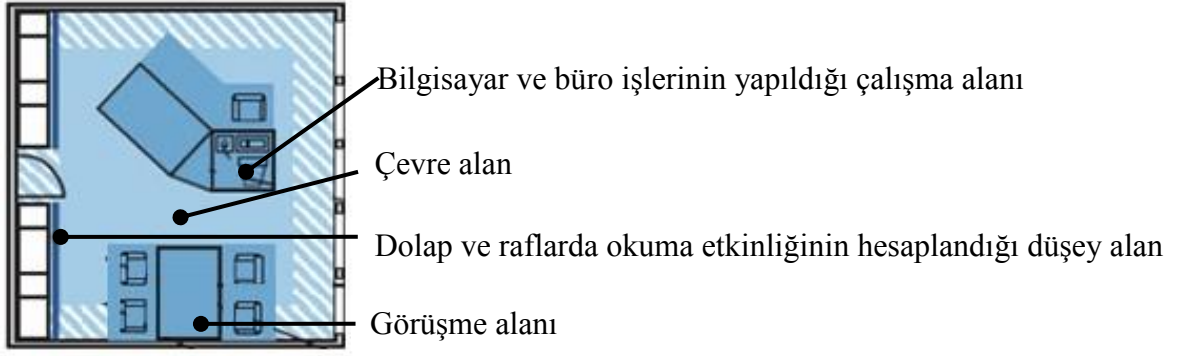 Bilgisayar ve büro işlerinin yapıldığı çalışma alanı
Çevre alan
Dolap ve raflarda okuma etkinliğinin hesaplandığı düşey alan
Görüşme alanı